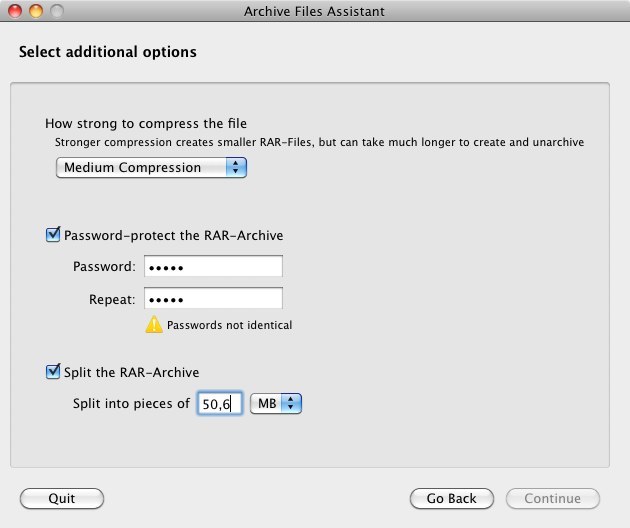 Archive Files Assistant
Select additional options
How strong to compress the file
Stronger compression creates smaller RAR-Files, but can take much longer to create and unarchive
Medium Compression
Password-protect the RAR-Archive
Password: •••••
Repeat: •••••
Passwords not identical
Split the RAR-Archive
Split into pieces of 50,6 MB
Quit Go Back Continue